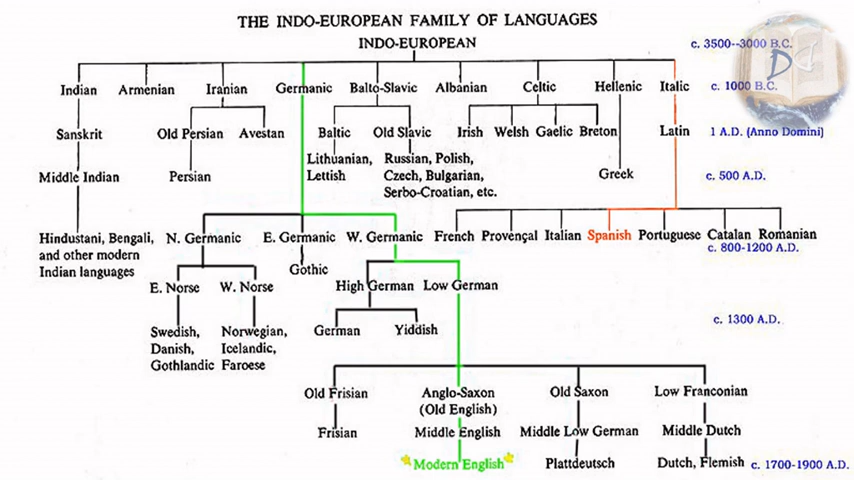 THE INDO-EUROPEAN FAMILY OF LANGUAGES
INDO-EUROPEAN
c. 3500--3000 B.C.
Indian Armenian Iranian Germanic Balto-Slavic Albanian Celtic Hellenic Italic c. 1000 B.C.
Sanskrit Old Persian Avestan Baltic Old Slavic Irish Welsh Gaelic Breton Latin 1 A.D. (Anno Domini)
Lithuanian, Russian, Polish,
Lettish Czech, Bulgarian,
Serbo-Croatian, etc.
Middle Indian Persian Greek c. 500 A.D.
Hindustani, Bengali, N. Germanic E. Germanic W. Germanic French Provençal Italian Spanish Portuguese Catalan Romanian
and other modern
Indian languages
c. 800-1200 A.D.
Gothic
E. Norse W. Norse High German Low German
c. 1300 A.D.
Swedish, Norwegian, German Yiddish
Danish, Icelandic,
Gothlandic Faroese
Old Frisian Anglo-Saxon Old Saxon Low Franconian
(Old English)
Frisian Middle English Middle Low German Middle Dutch
Modern English Plattdeutsch Dutch, Flemish c. 1700-1900 A.D.